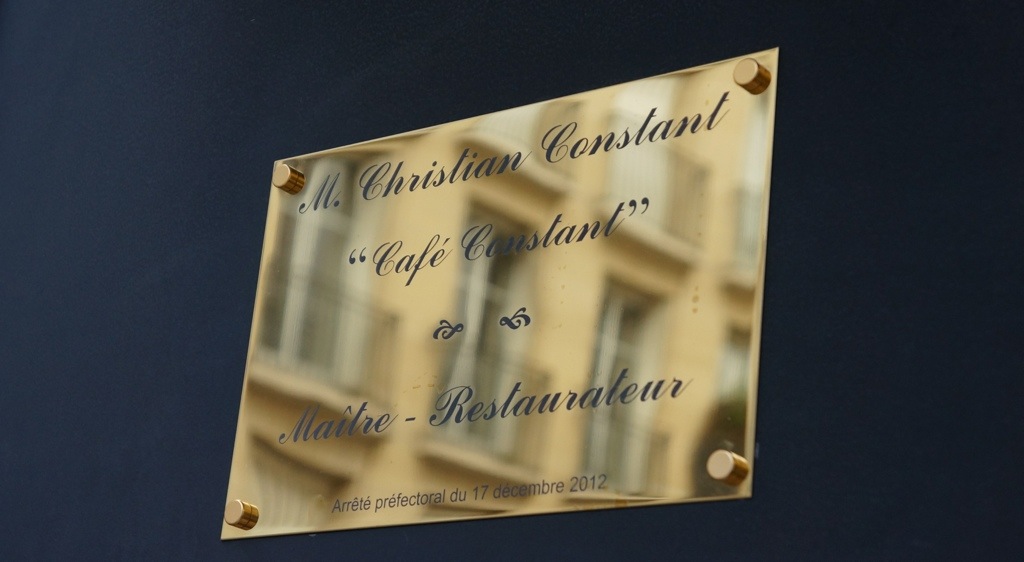 M. Christian Constant
“Café Constant”
Maître - Restaurateur
Arrêté préfectoral du 17 décembre 2012